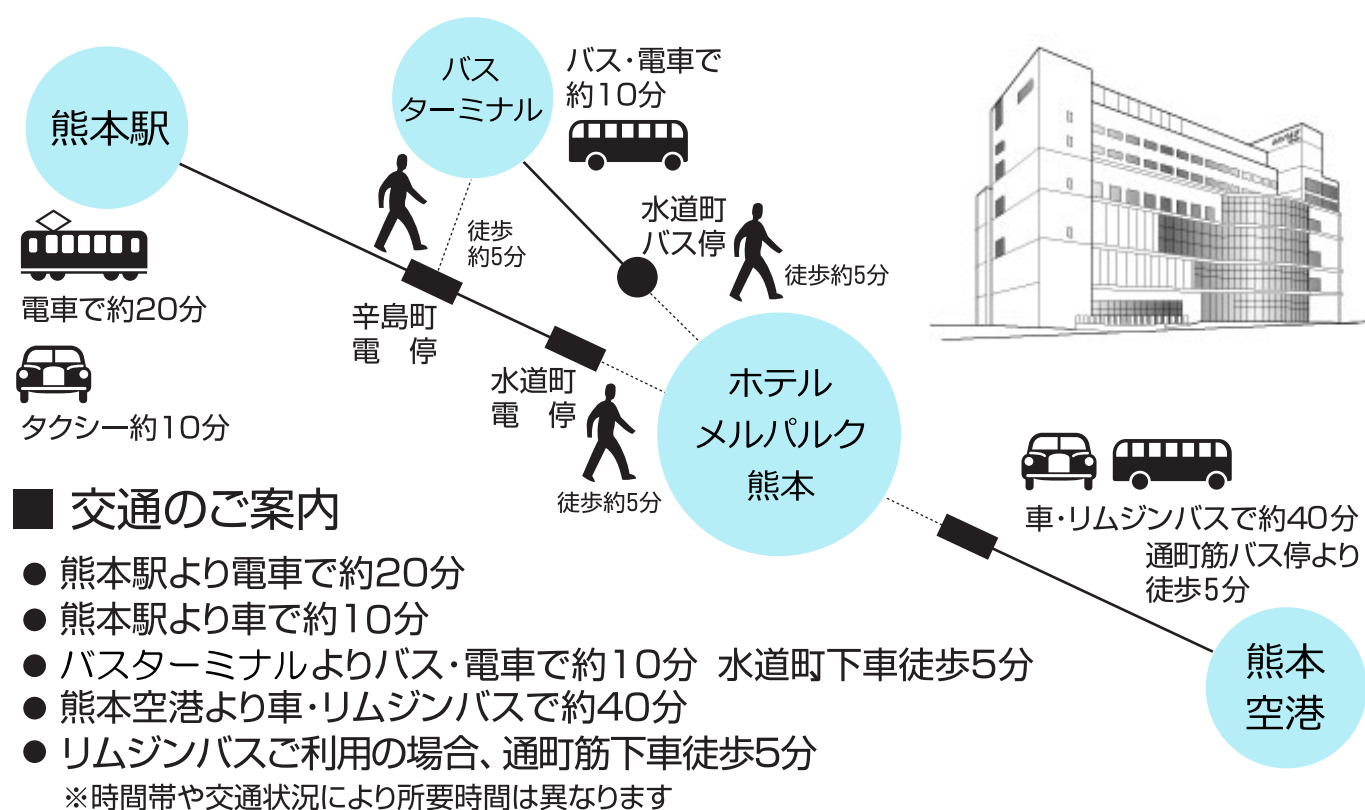 熊本駅
バス
ターミナル
バス・電車で
約10分
水道町
バス停
徒歩
約5分
徒歩約5分
電車で約20分
辛島町
電　停
タクシー約10分
水道町
電　停
徒歩約5分
ホテル
メルパルク
熊本
車・リムジンバスで約40分
通町筋バス停より
徒歩5分
熊本
空港
■ 交通のご案内
● 熊本駅より電車で約20分
● 熊本駅より車で約10分
● バスターミナルよりバス・電車で約10分 水道町下車徒歩5分
● 熊本空港より車・リムジンバスで約40分
● リムジンバスご利用の場合、通町筋下車徒歩5分
※時間帯や交通状況により所要時間は異なります